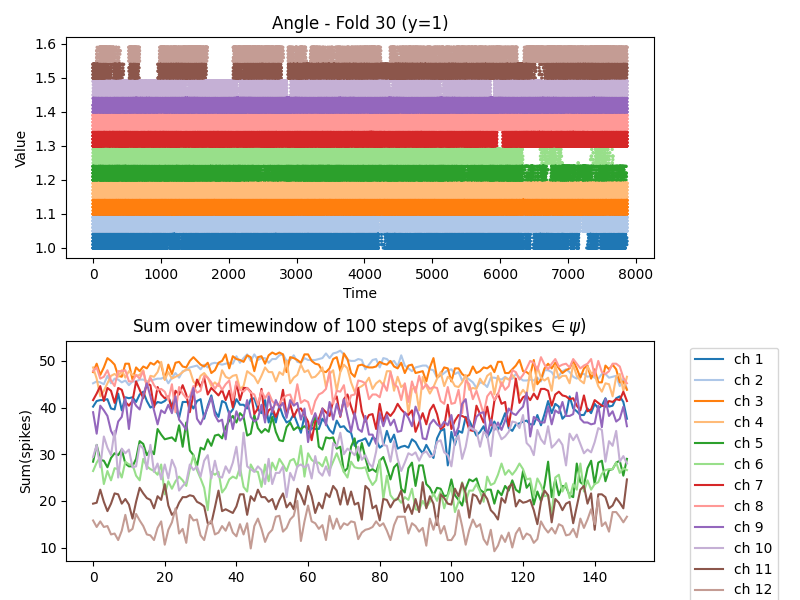 Angle - Fold 30 (y=1)
1.6
1.5
1.4
1.3
1.2
1.1
1.0
Value
0 1000 2000 3000 4000 5000 6000 7000 8000
Time
Sum over timewindow of 100 steps of avg(spikes ∈ψ)
50
40
30
20
10
Sum(spikes)
0 20 40 60 80 100 120 140
ch 1
ch 2
ch 3
ch 4
ch 5
ch 6
ch 7
ch 8
ch 9
ch 10
ch 11
ch 12